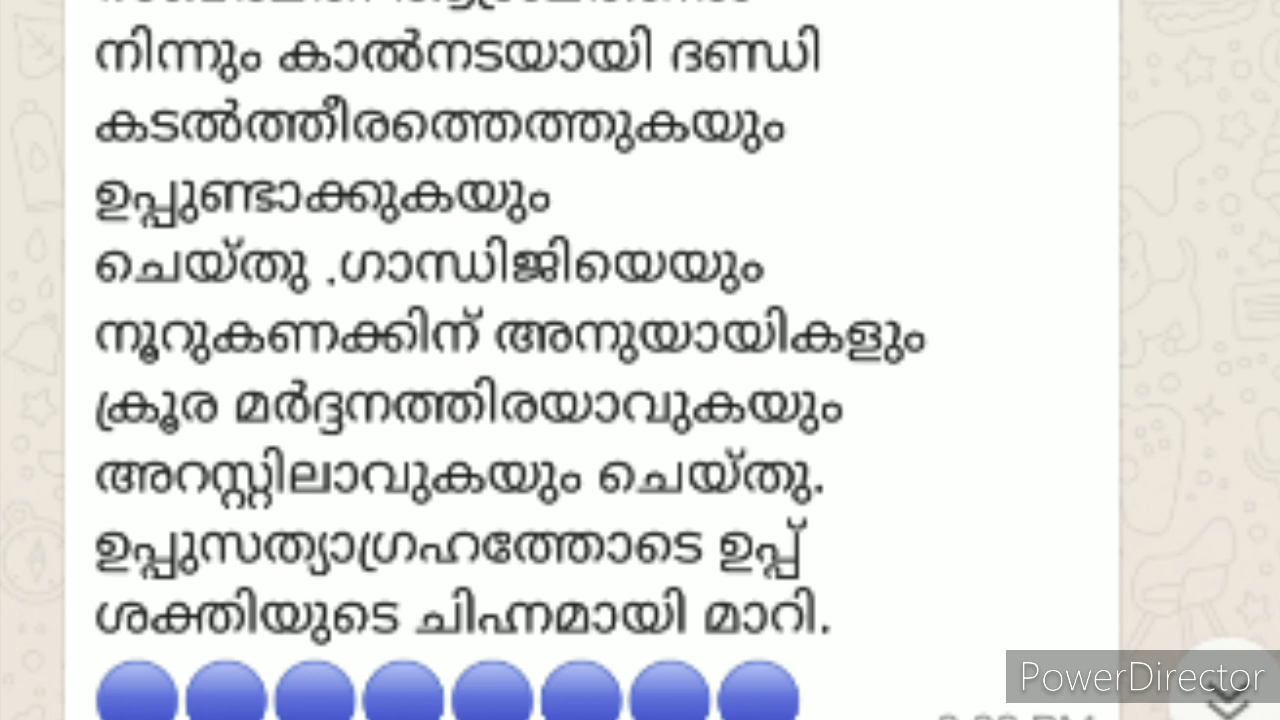 നിന്നും കാൽനടയായി ദണ്ഡി
കടൽത്തീരത്തെത്തുകയും
ഉപ്പുണ്ടാക്കുകയും
ചെയ്തു .ഗാന്ധിജിയെയും
നൂറുകണക്കിന് അനുയായികളും
ക്രൂര മർദ്ദനത്തിരയാവുകയും
അറസ്റ്റിലാവുകയും ചെയ്തു.
ഉപ്പുസത്യാഗ്രഹത്തോടെ ഉപ്പ്
ശക്തിയുടെ ചിഹ്നമായി മാറി.
PowerDirector